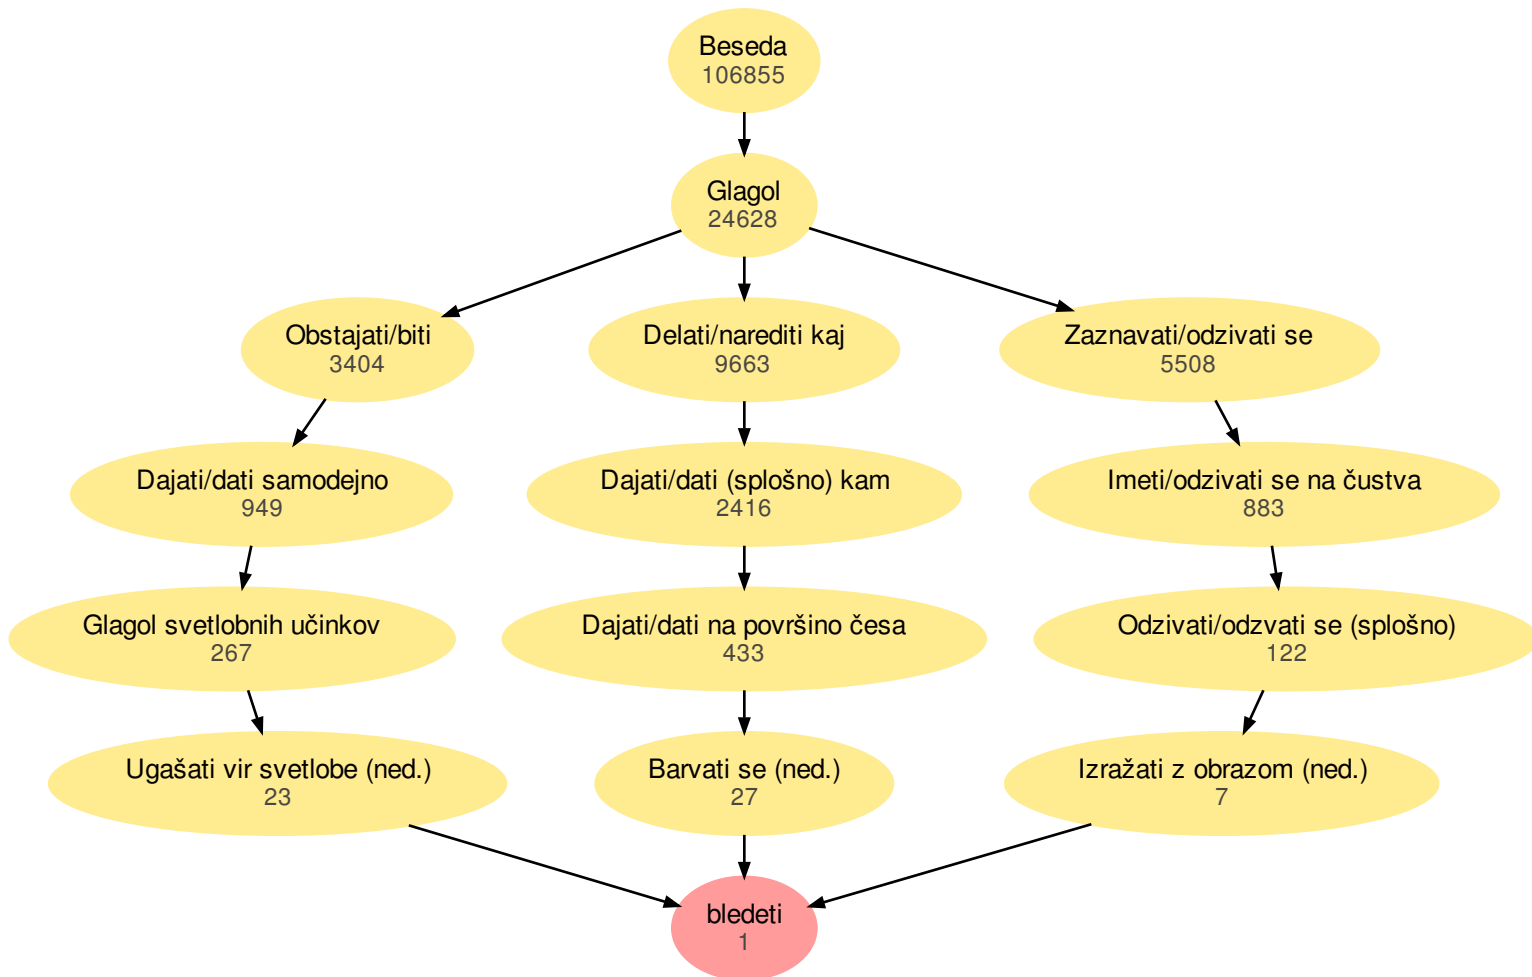 Beseda
106855
Glagol
24628
Obstajati/biti
3404
Delati/narediti kaj
9663
Zaznavati/odzivati se
5508
Dajati/dati samodejno
949
Dajati/dati (splošno) kam
2416
Imeti/odzivati se na čustva
883
Glagol svetlobnih učinkov
267
Dajati/dati na površino česa
433
Odzivati/odzvati se (splošno)
122
Ugašati vir svetlobe (ned.)
23
Barvati se (ned.)
27
Izražati z obrazom (ned.)
7
bledeti
1